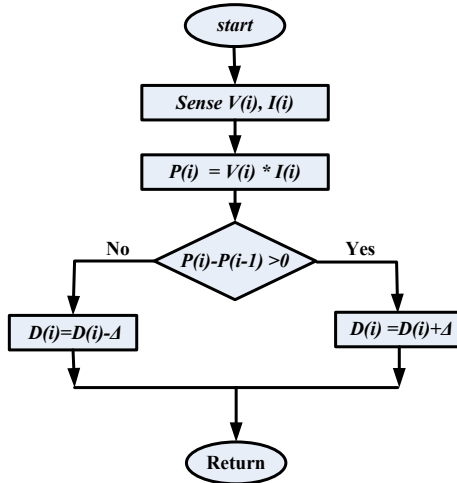 start
Sense V(i), I(i)
P(i) = V(i) * I(i)
No
Yes
P(i)-P(i-1) >0
D(i)=D(i)-Δ
D(i) =D(i)+Δ
Return